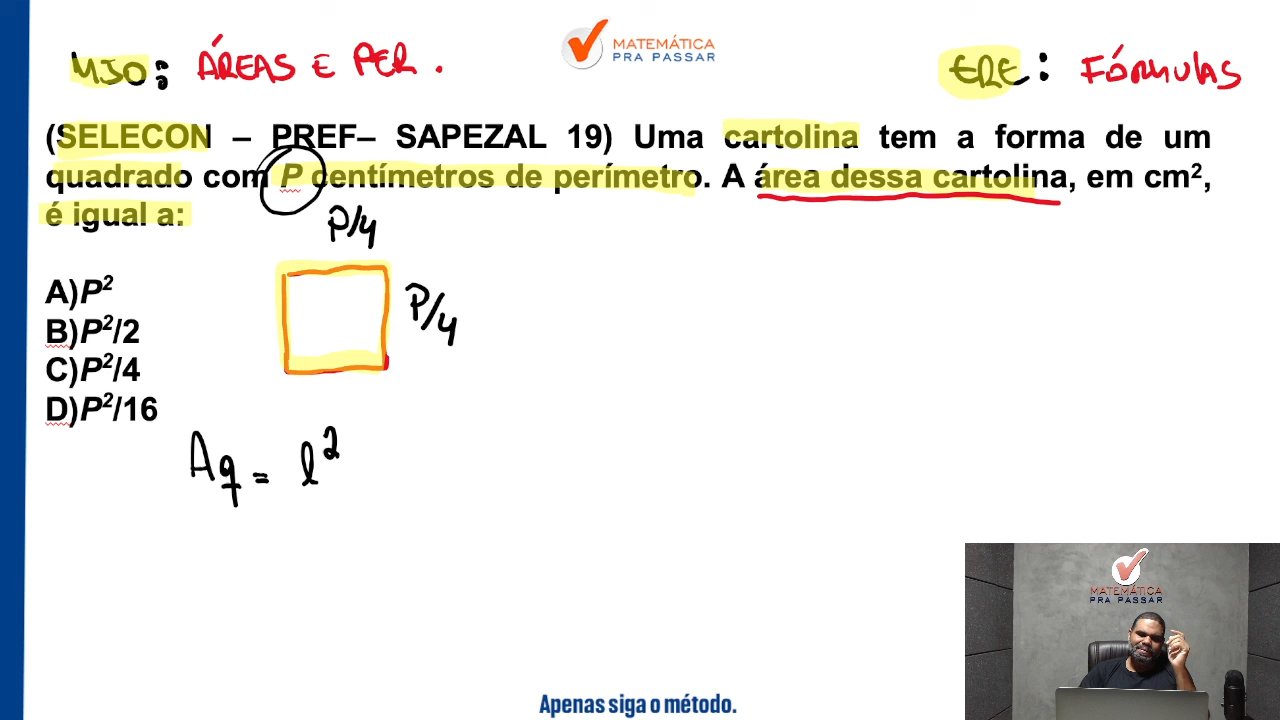 MJO: ÁREAS E PER.
MATEMÁTICA
PRA PASSAR
ERE: FÓRMULAS
(SELECON – PREF– SAPEZAL 19) Uma cartolina tem a forma de um
quadrado com P centímetros de perímetro. A área dessa cartolina, em cm²,
é igual a:
P/4
A)P²
B)P²/2
P/4
C)P²/4
D)P²/16
Aq = l²
MATEMÁTICA
PRA PASSAR
Apenas siga o método.